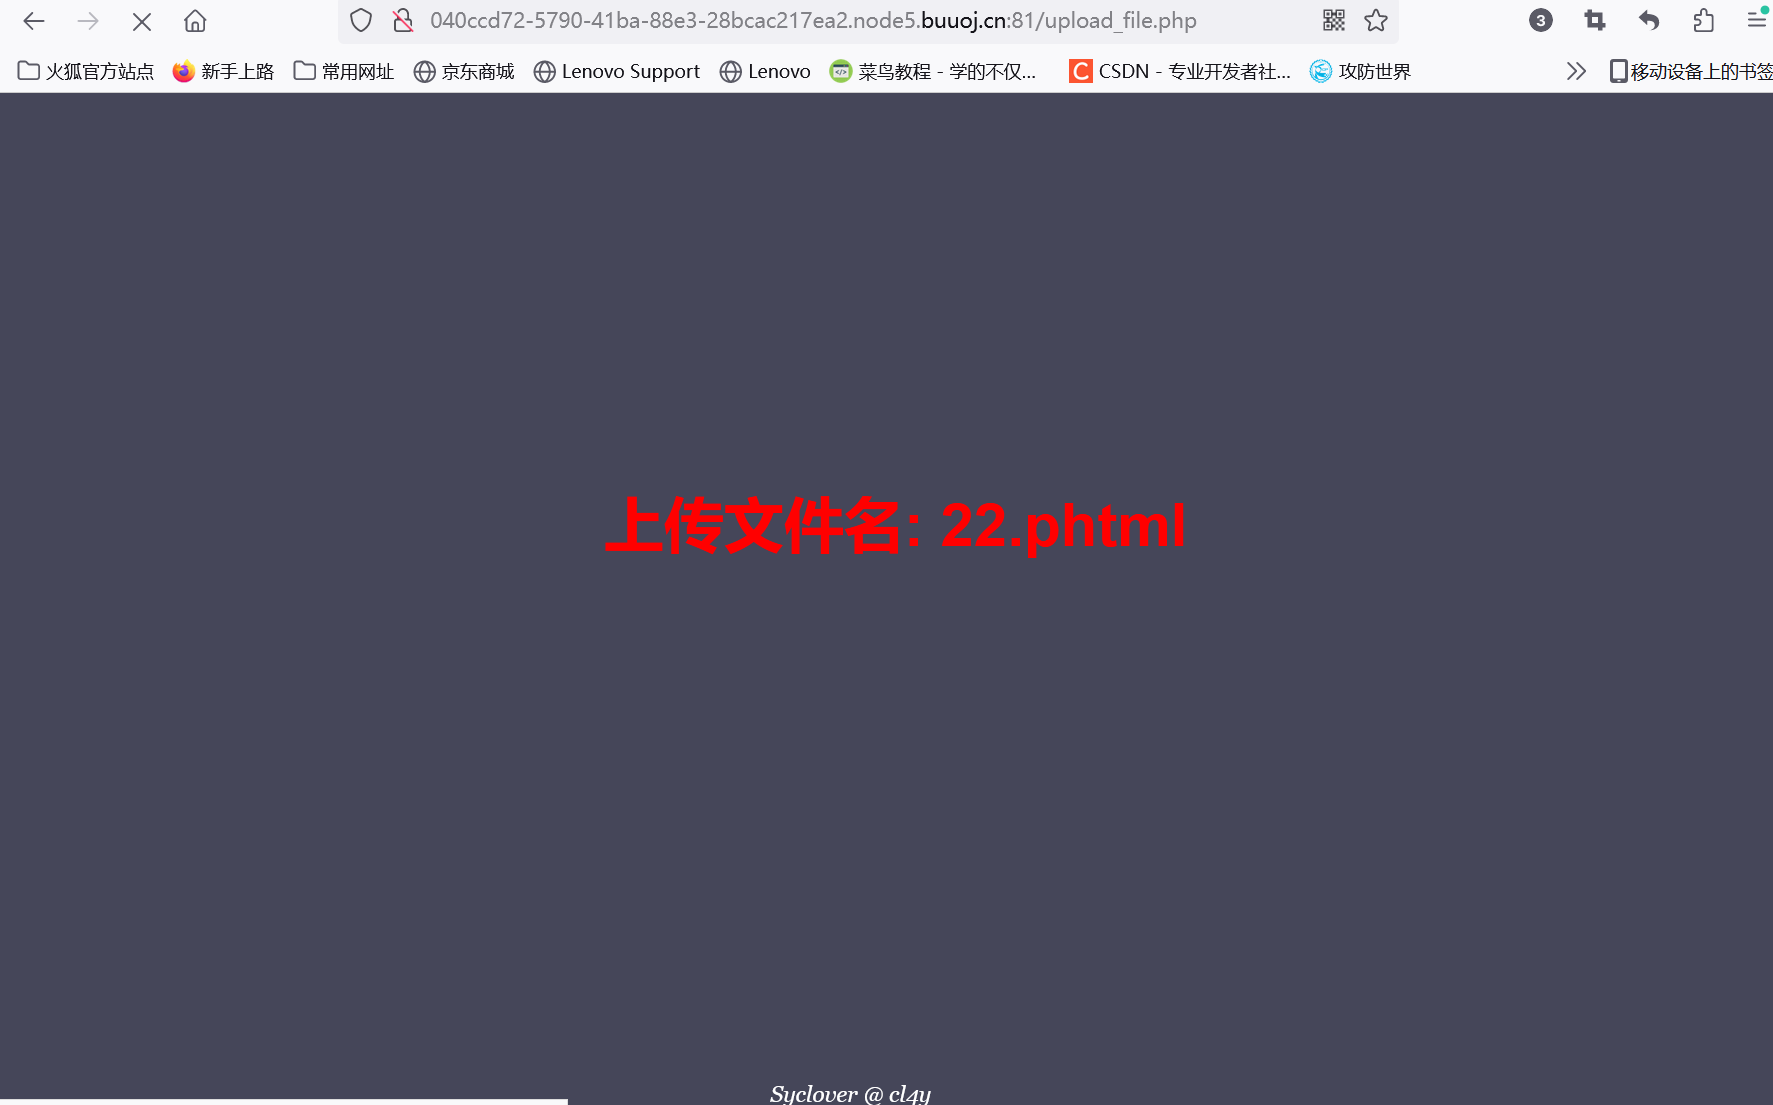 040ccd72-5790-41ba-88e3-28bcac217ea2.node5.buuoj.cn:81/upload_file.php
3
火狐官方站点 新手上路 常用网址 京东商城 Lenovo Support Lenovo 菜鸟教程 - 学的不仅... CSDN - 专业开发者社... 攻防世界 移动设备上的书签
上传文件名: 22.phtml
Syclover @ cl4y